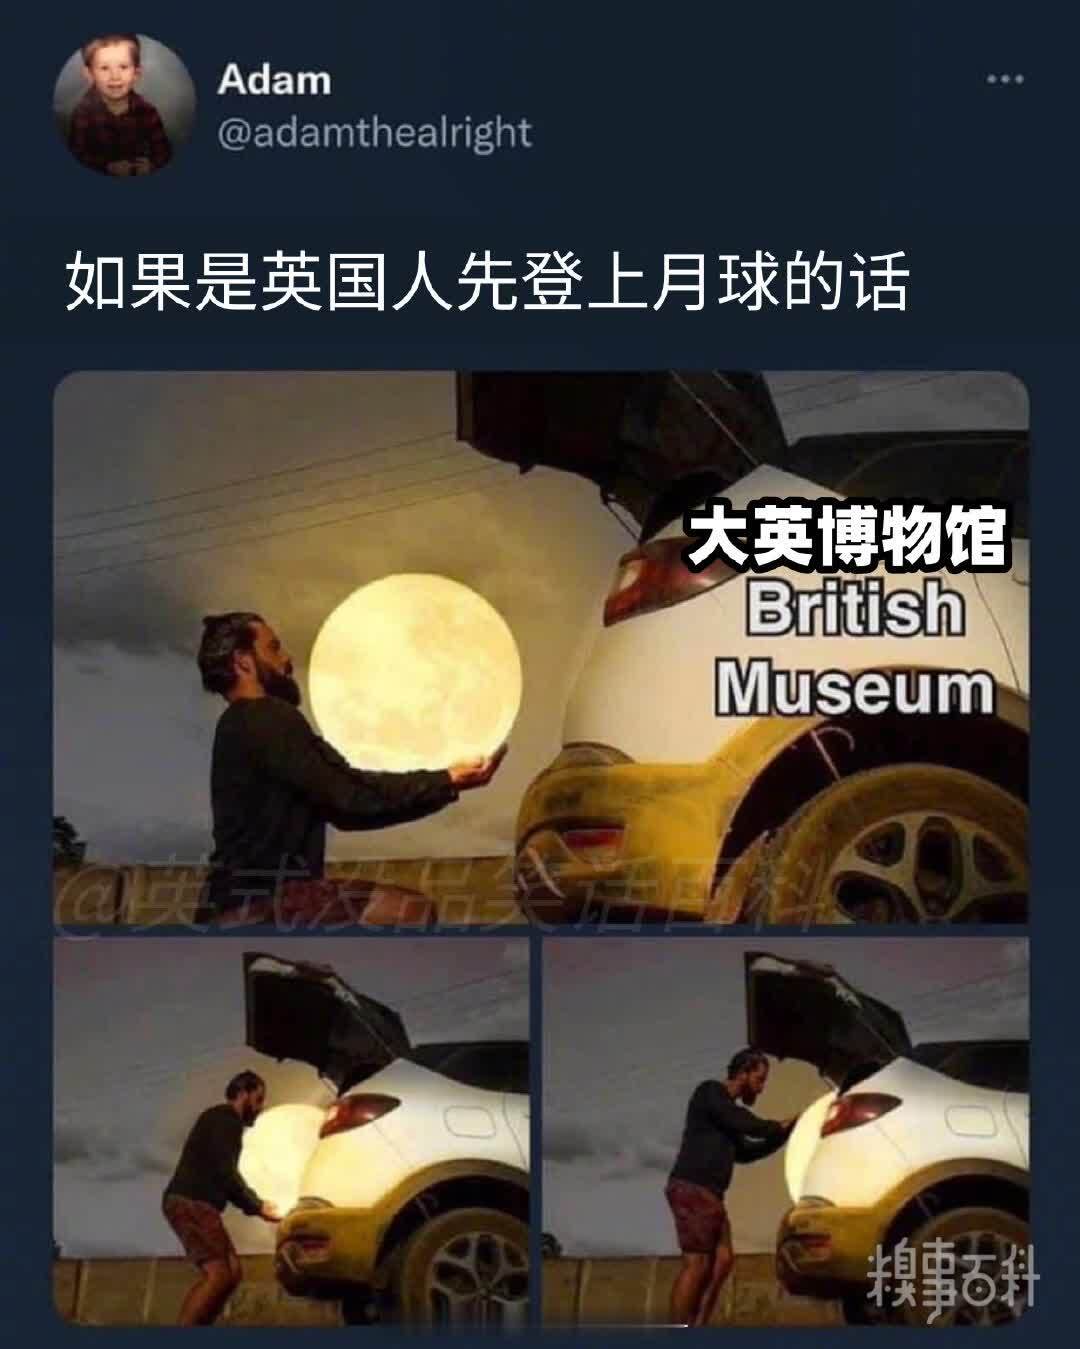 Adam
@adamthealright
如果是英国人先登上月球的话
大英博物馆
British
Museum
@英式没品笑话百科
糗事百科